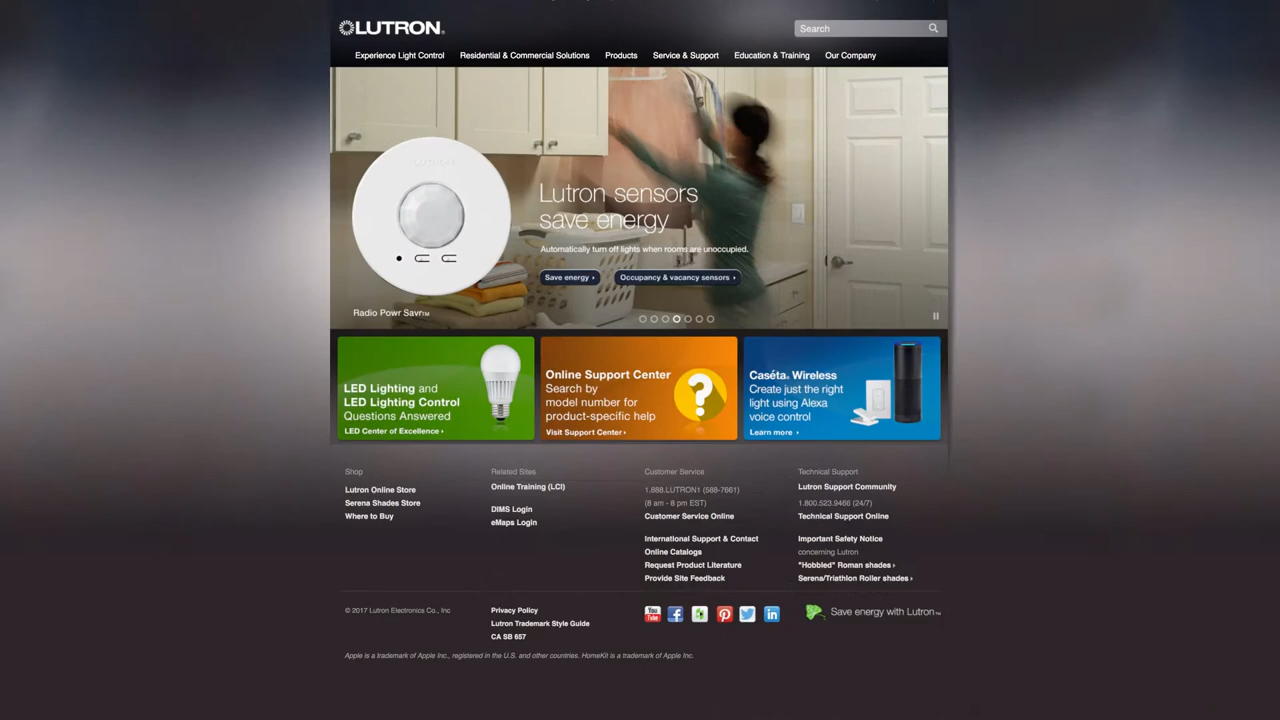 LUTRON
Search
Experience Light Control Residential & Commercial Solutions Products Service & Support Education & Training Our Company
LUTRON
Lutron sensors
save energy
Automatically turn off lights when rooms are unoccupied.
Save energy
Occupancy & vacancy sensors
Radio Powr Savr™
LED Lighting and
LED Lighting Control
Questions Answered
LED Center of Excellence
Online Support Center
Search by
model number for
product-specific help
Visit Support Center
?
Caséta® Wireless
Create just the right
light using Alexa
voice control
Learn more
Shop
Lutron Online Store
Serena Shades Store
Where to Buy
Related Sites
Online Training (LCI)
DIMS Login
eMaps Login
Customer Service
1.888.LUTRON1 (588-7661)
(8 am - 8 pm EST)
Customer Service Online
International Support & Contact
Online Catalogs
Request Product Literature
Provide Site Feedback
Technical Support
Lutron Support Community
1.800.523.9466 (24/7)
Technical Support Online
Important Safety Notice
concerning Lutron
"Hobbled" Roman shades
Serena/Triathlon Roller shades
© 2017 Lutron Electronics Co., Inc
Privacy Policy
Lutron Trademark Style Guide
CA SB 657
You Tube
Save energy with Lutron™
Apple is a trademark of Apple Inc., registered in the U.S. and other countries. HomeKit is a trademark of Apple Inc.